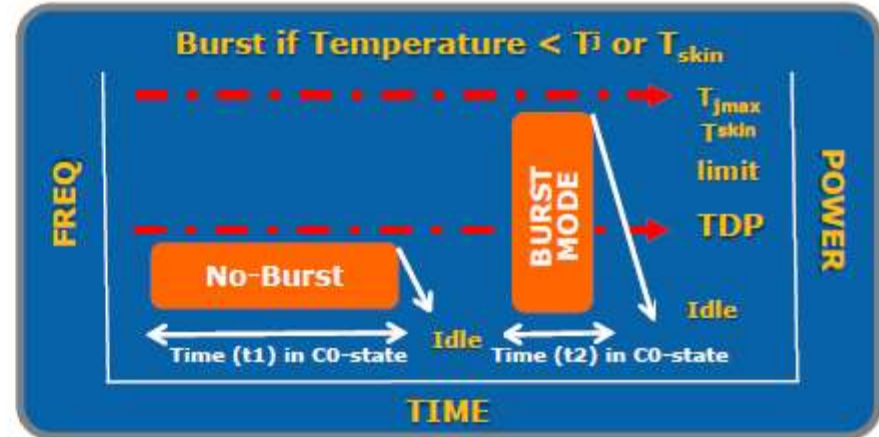 Burst if Temperature < Tj or Tskin
Tjmax
Tskin
limit
FREQ
POWER
BURST
MODE
TDP
No-Burst
Idle
Idle
Time (t1) in C0-state
Time (t2) in C0-state
TIME